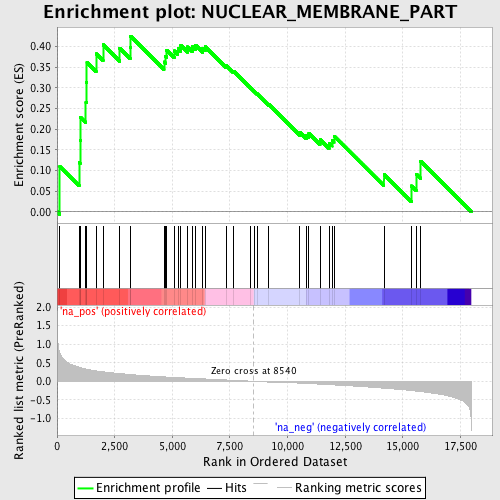 Enrichment plot: NUCLEAR_MEMBRANE_PART
Enrichment score (ES)
0.40
0.35
0.30
0.25
0.20
0.15
0.10
0.05
0.00
'na_pos' (positively correlated)
Ranked list metric (PreRanked)
2.0
1.5
1.0
0.5
0.0
-0.5
-1.0
Zero cross at 8540
'na_neg' (negatively correlated)
0 2,500 5,000 7,500 10,000 12,500 15,000 17,500
Rank in Ordered Dataset
Enrichment profile Hits Ranking metric scores